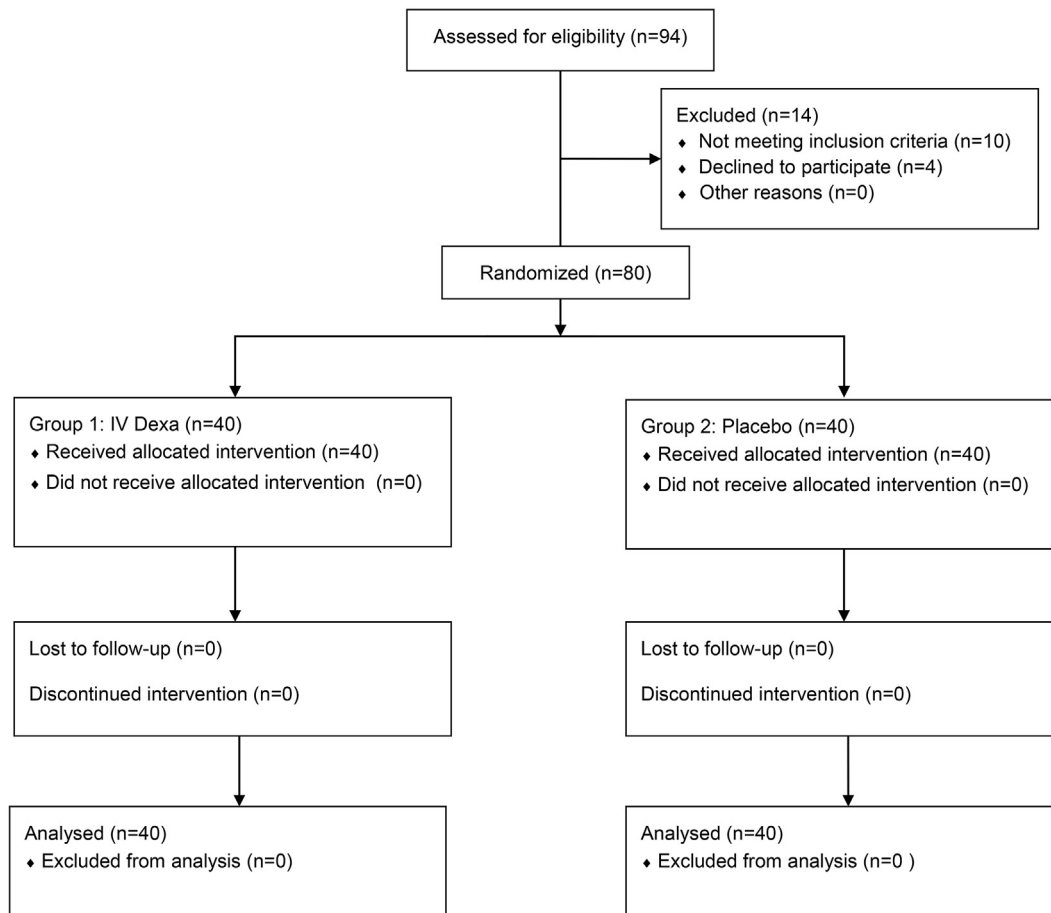 Assessed for eligibility (n=94)
Excluded (n=14)
♦ Not meeting inclusion criteria (n=10)
♦ Declined to participate (n=4)
♦ Other reasons (n=0)
Randomized (n=80)
Group 1: IV Dexa (n=40)
♦ Received allocated intervention (n=40)
♦ Did not receive allocated intervention (n=0)
Group 2: Placebo (n=40)
♦ Received allocated intervention (n=40)
♦ Did not receive allocated intervention (n=0)
Lost to follow-up (n=0)
Discontinued intervention (n=0)
Lost to follow-up (n=0)
Discontinued intervention (n=0)
Analysed (n=40)
♦ Excluded from analysis (n=0)
Analysed (n=40)
♦ Excluded from analysis (n=0 )